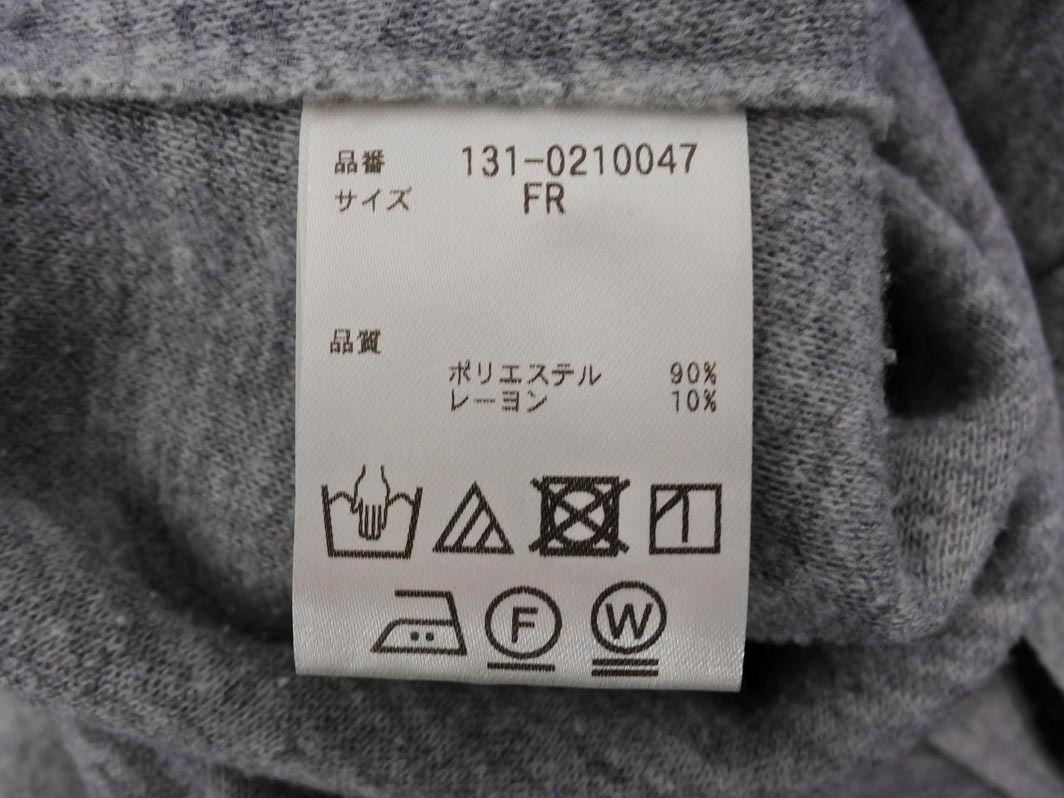 品番 131-0210047
サイズ FR
品質
ポリエステル 90%
レーヨン 10%
F W